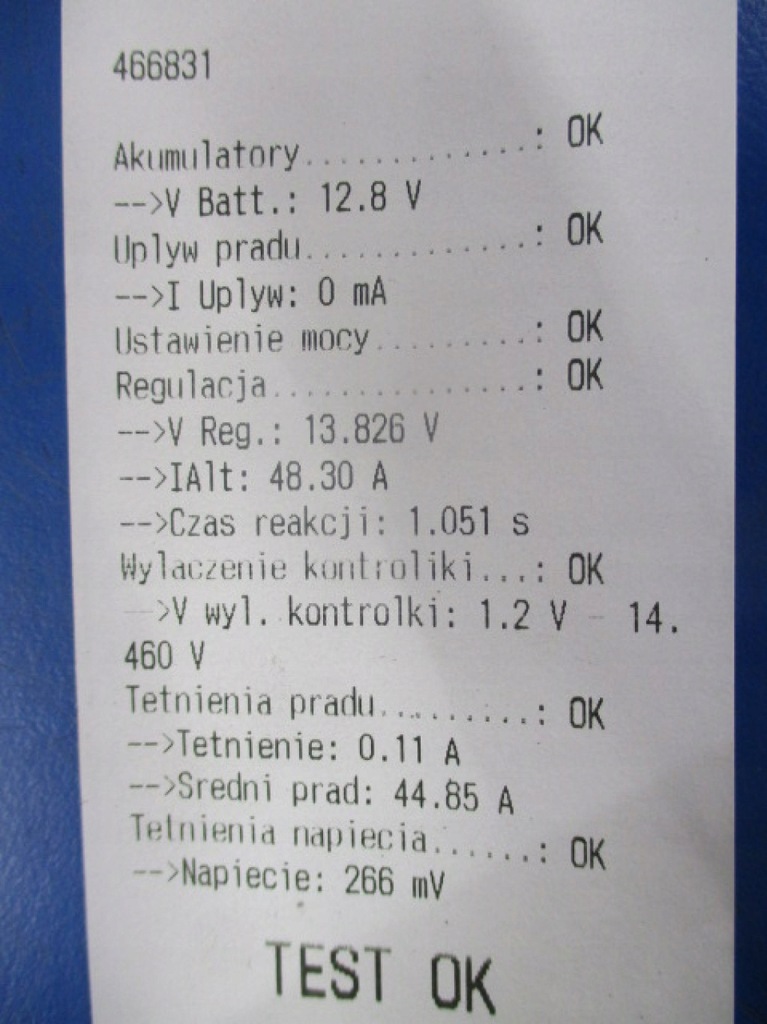 466831
Akumulatory..............: OK
-->V Batt.: 12.8 V
Uplyw pradu..............: OK
-->I Uplyw: 0 mA
Ustawienie mocy..........: OK
Regulacja................: OK
-->V Reg.: 13.826 V
-->IAlt: 48.30 A
-->Czas reakcji: 1.051 s
Wylaczenie kontroliki...: OK
-->V wyl. kontrolki: 1.2 V - 14.
460 V
Tetnienia pradu..........: OK
-->Tetnienie: 0.11 A
-->Sredni prad: 44.85 A
Tetnienia napiecia.......: OK
-->Napiecie: 266 mV
TEST OK